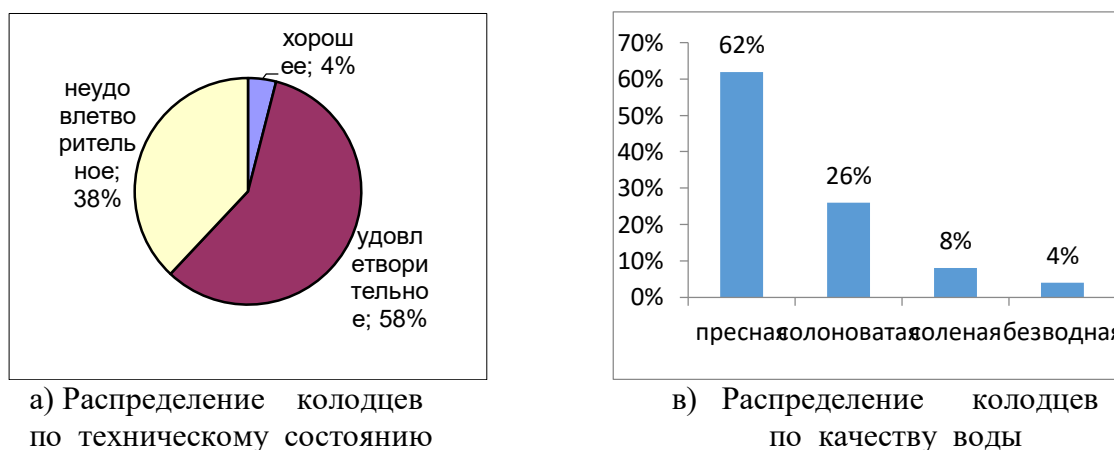 хорош
ее; 4%
неудо
влетво
ритель
ное;
38%
удовл
етвори
тельно
е; 58%
а) Распределение колодцев
по техническому состоянию
70%
60%
50%
40%
30%
20%
10%
0%
62%
26%
8%
4%
пресная солоноватая соленая безводная
в) Распределение колодцев
по качеству воды